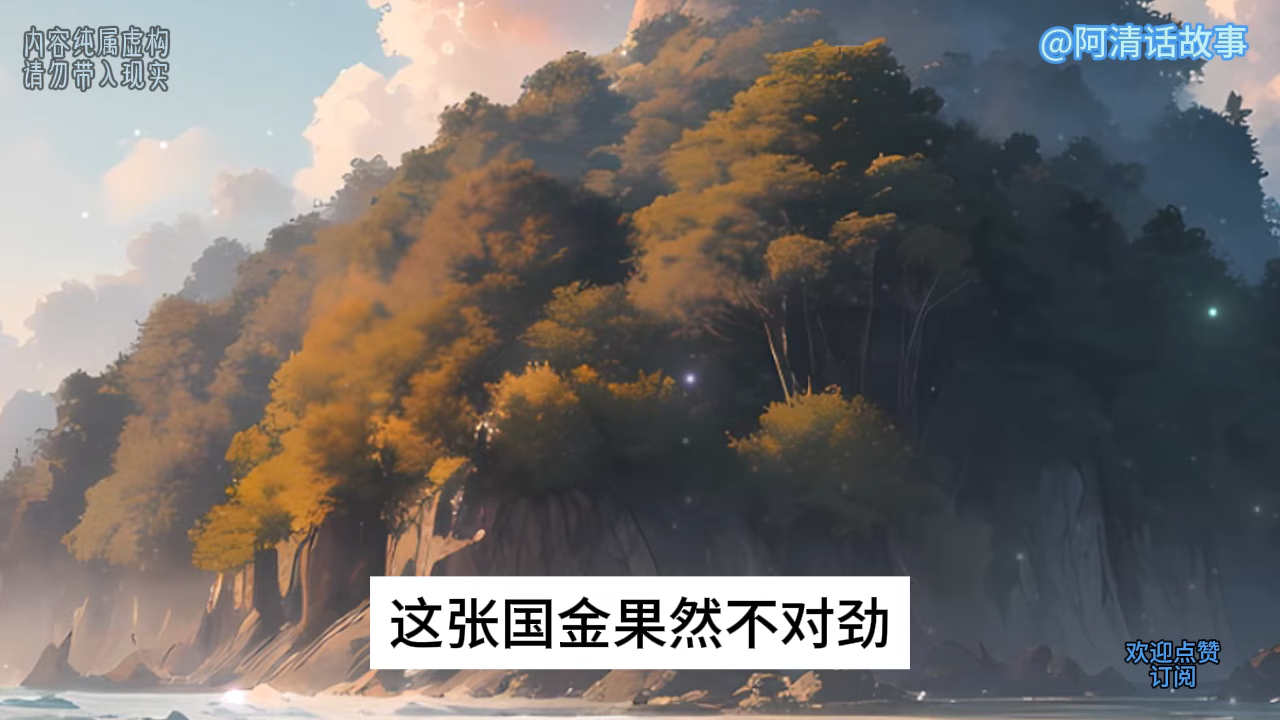 内容纯属虚构
请勿带入现实
@阿清话故事
这张国金果然不对劲
欢迎点赞
订阅